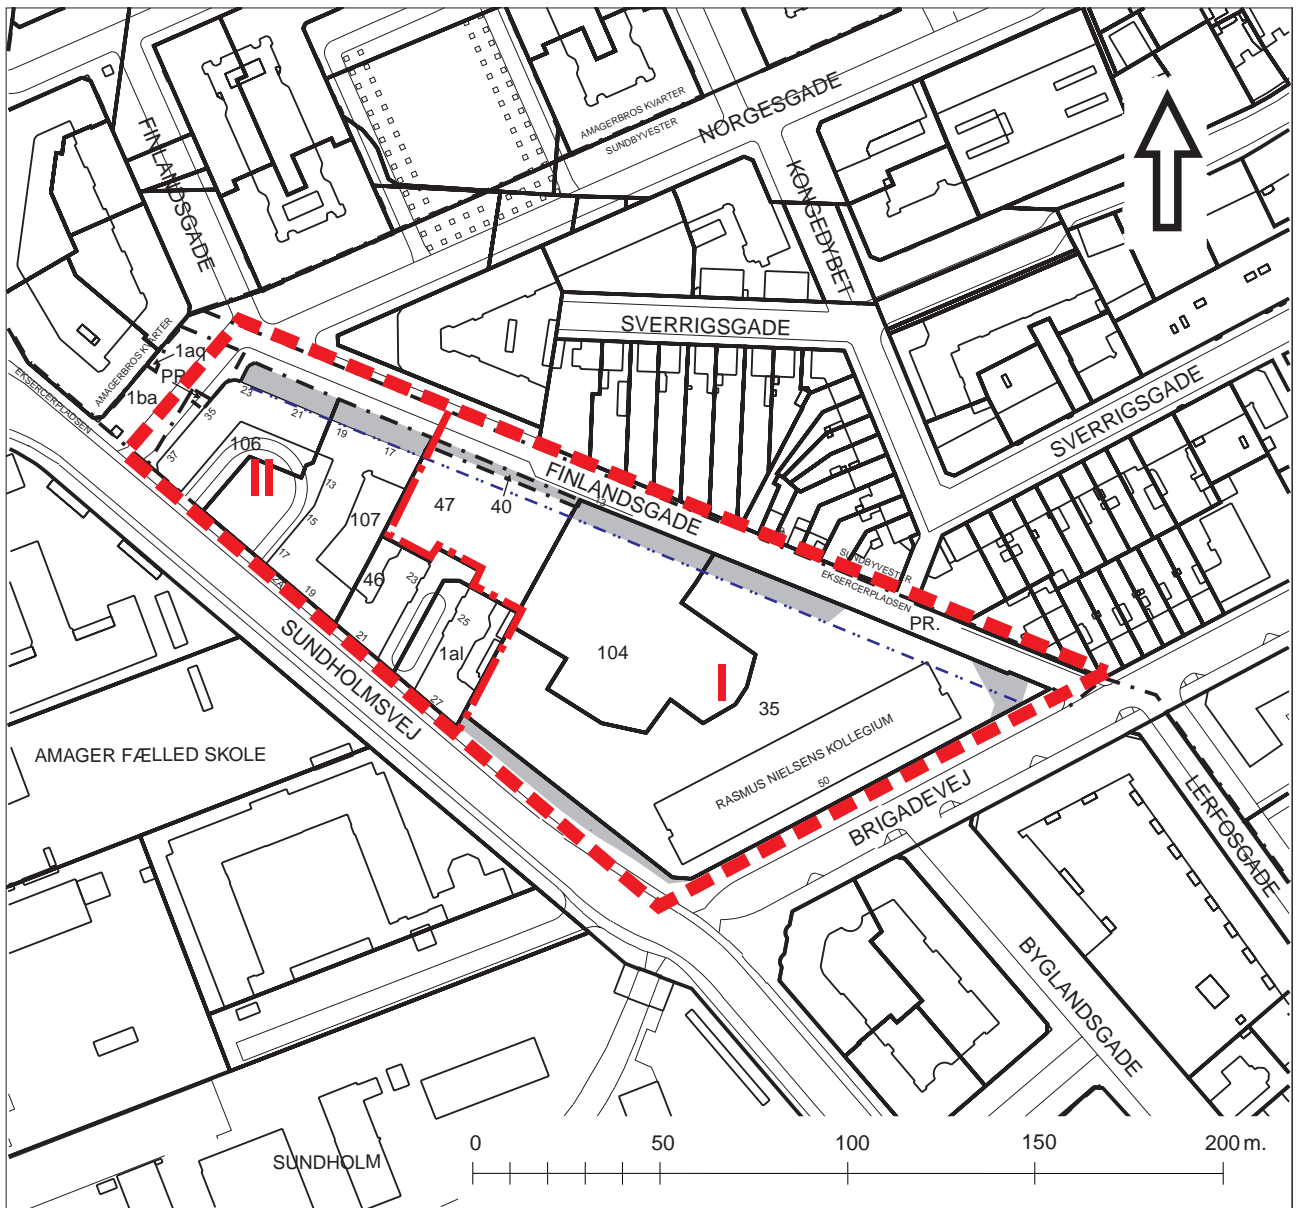 NORGESGADE
AMAGERBROS KVARTER
SUNDBYVESTER
FINLANDSGADE
KONGEDYBET
SVERRIGSGADE
SVERRIGSGADE
AMAGERBROS KVARTER
EKSERCERPLADSEN
1aq
PR.
1ba
23
21
19
17
35
37
106
II
13
15
17
2A
19
107
47
40
FINLANDSGADE
12
46
23
25
21
1al
27
SUNDBYVESTER
EKSERCERPLADSEN
PR.
104
I
35
RASMUS NIELSENS KOLLEGIUM
50
SUNDHOLMSVEJ
BRIGADEVEJ
LERFOSGADE
BYGLANDSGADE
AMAGER FÆLLED SKOLE
SUNDHOLM
0 50 100 150 200 m.